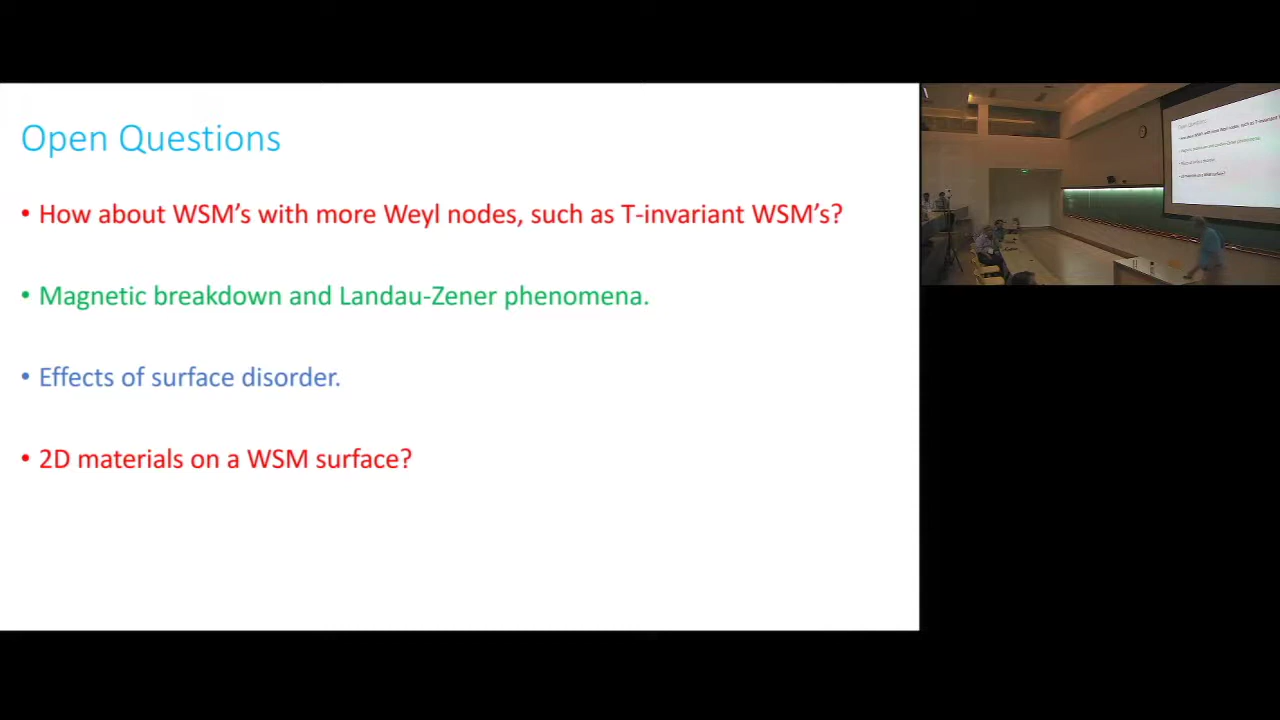 Open Questions
• How about WSM's with more Weyl nodes, such as T-invariant WSM's?
• Magnetic breakdown and Landau-Zener phenomena.
• Effects of surface disorder.
• 2D materials on a WSM surface?